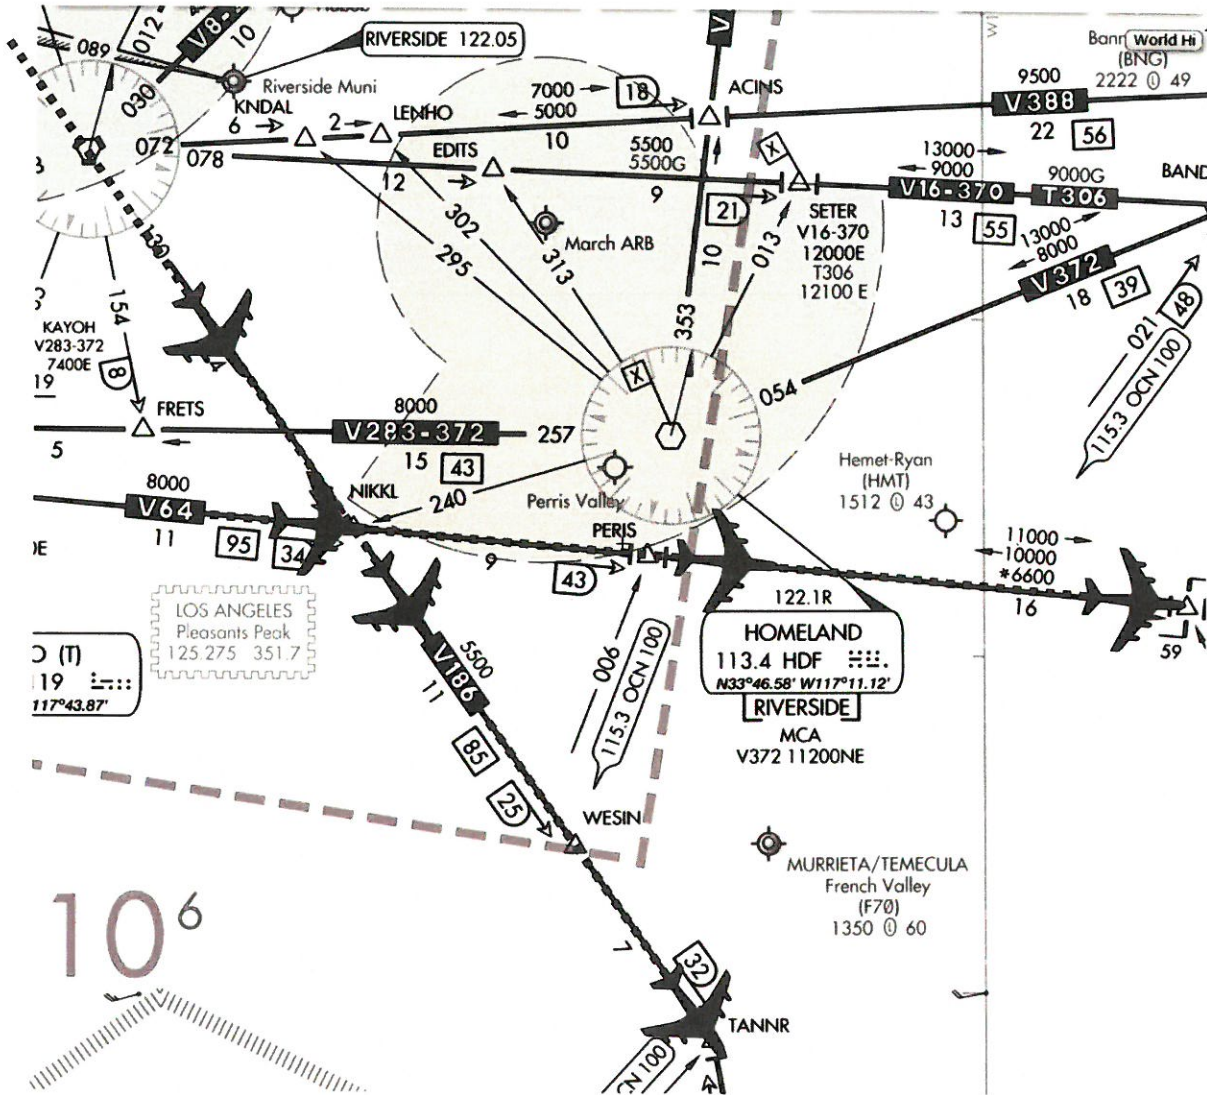 RIVERSIDE 122.05
Riverside Muni
089
012
V8-
10
030
KNDAL
6
2
LENHO
072
078
EDITS
12
7000
5000
10
18
5500
5500G
9
21
V
ACINS
World Hi
(BNG)
2222 49
9500
V388
22 56
13000
9000
V16-370
13 55
9000G
T306
BAND
SETER
V16-370
12000E
T306
12100 E
X
13000
8000
V372
18 39
021
48
115.3 OCN 100
March ARB
302
295
313
10
013
353
054
130
154
KAYOH
V283-372
7400E
19
8
4
FRETS
5
8000
V283-372
15 43
257
240
X
Perris Valley
Hemet-Ryan
(HMT)
1512 43
8000
V64
11
95
34
NIKKL
9
PERIS
43
11000
10000
*6600
16
59
LOS ANGELES
Pleasants Peak
125.275 351.7
(T)
117°43.87'
5500
V186
11
85
25
006
115.3 OCN 100
122.1R
HOMELAND
113.4 HDF
N33°46.58' W117°11.12'
RIVERSIDE
MCA
V372 11200NE
WESIN
MURRIETA/TEMECULA
French Valley
(F70)
1350 60
10 6
7
32
TANNR
CN 100